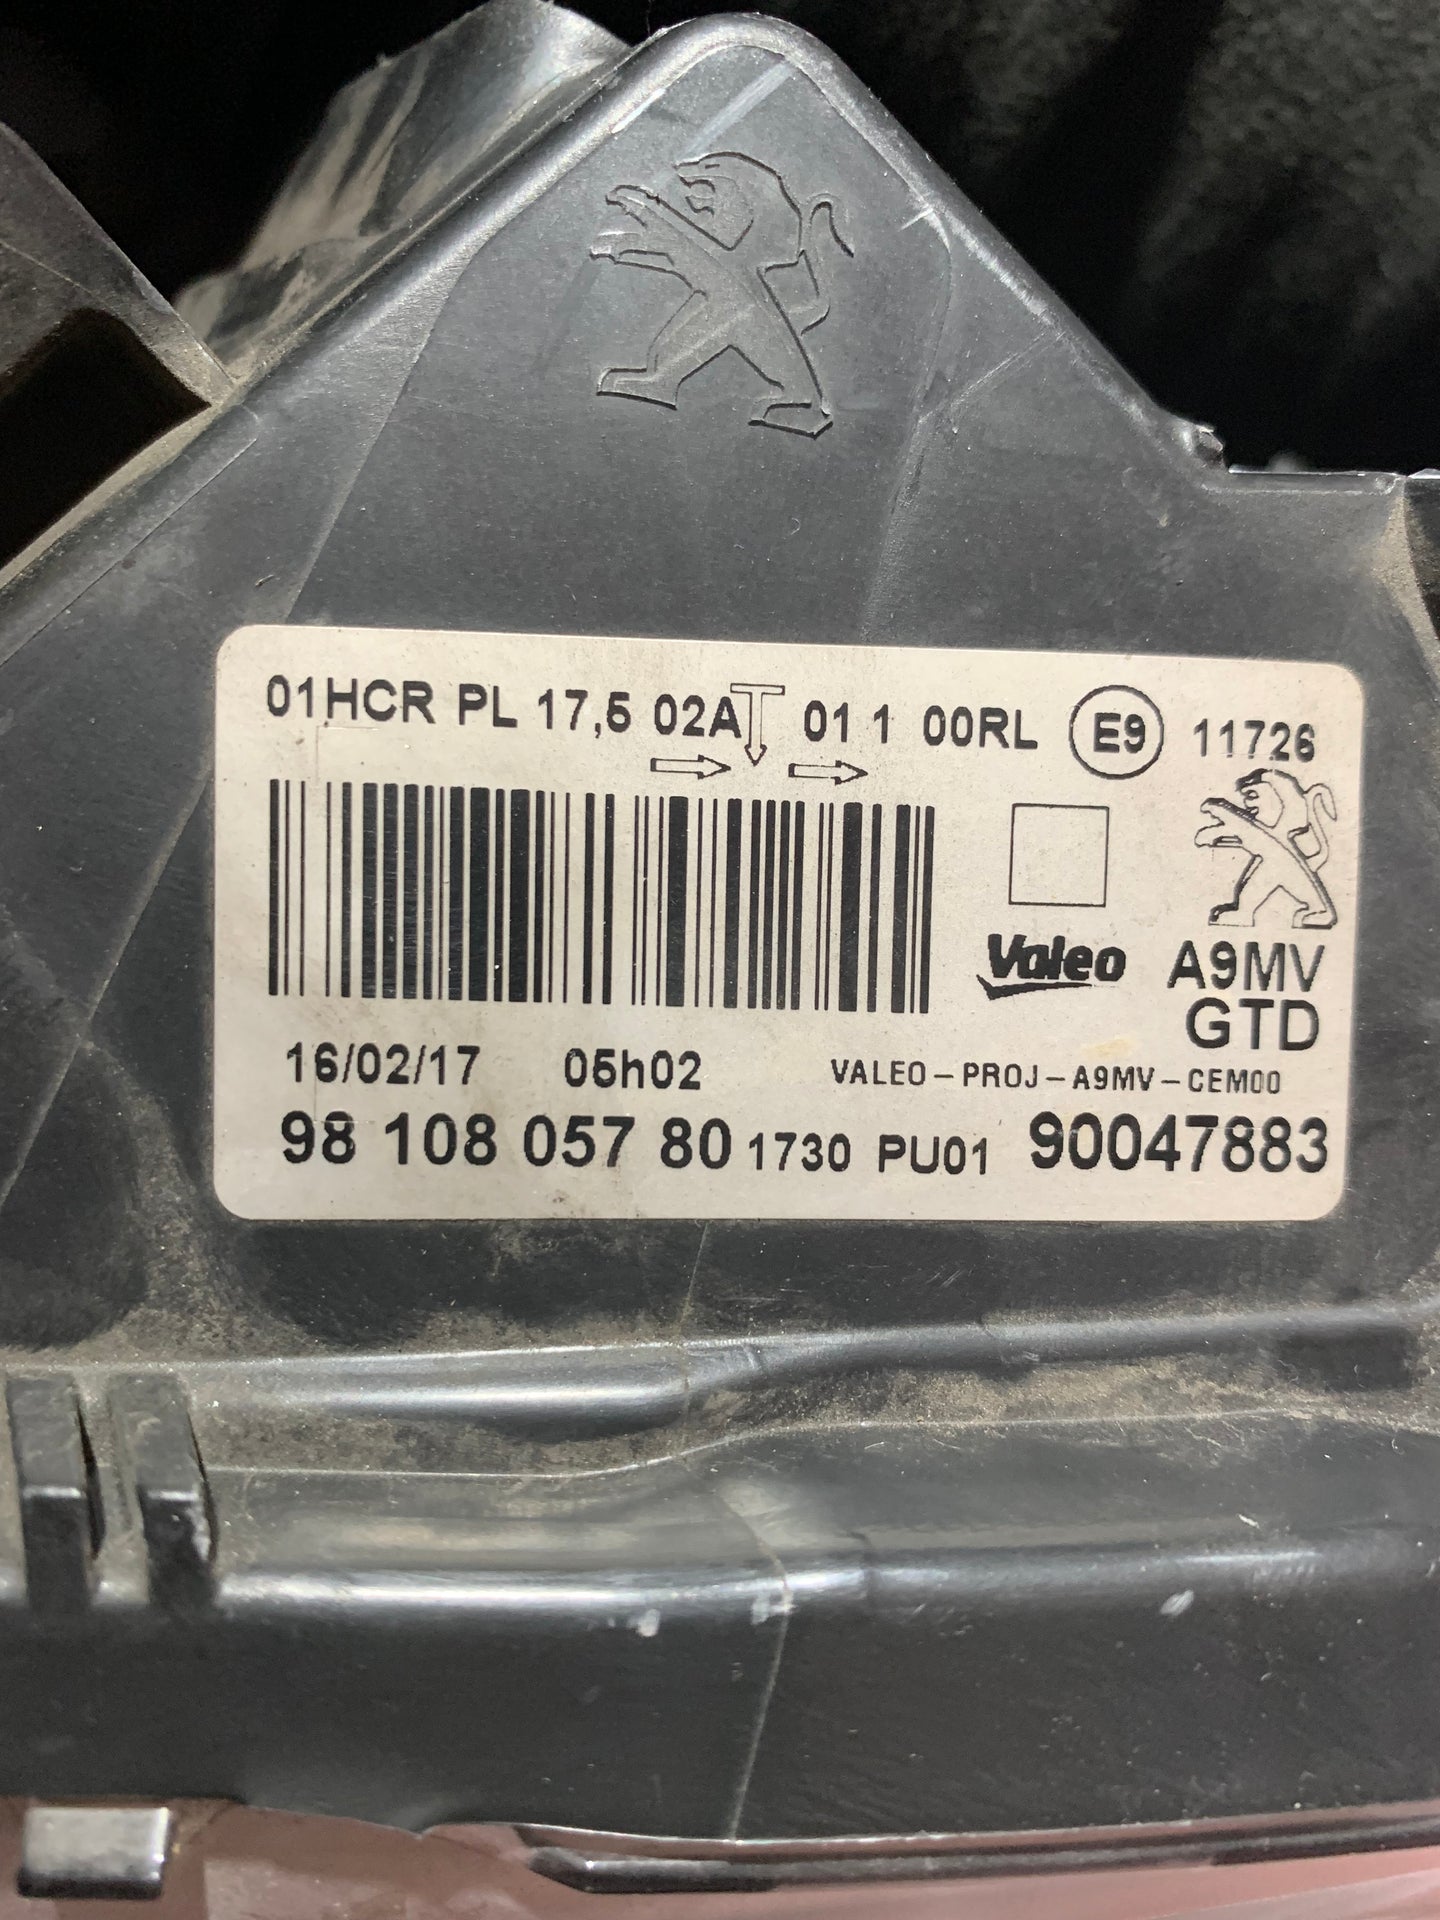 01HCR PL 17,5 02A 01 1 00RL E9 11726
Valeo A9MV
GTD
16/02/17 05h02 VALEO-PROJ-A9MV-CEM00
98 108 057 80 1730 PU01 90047883